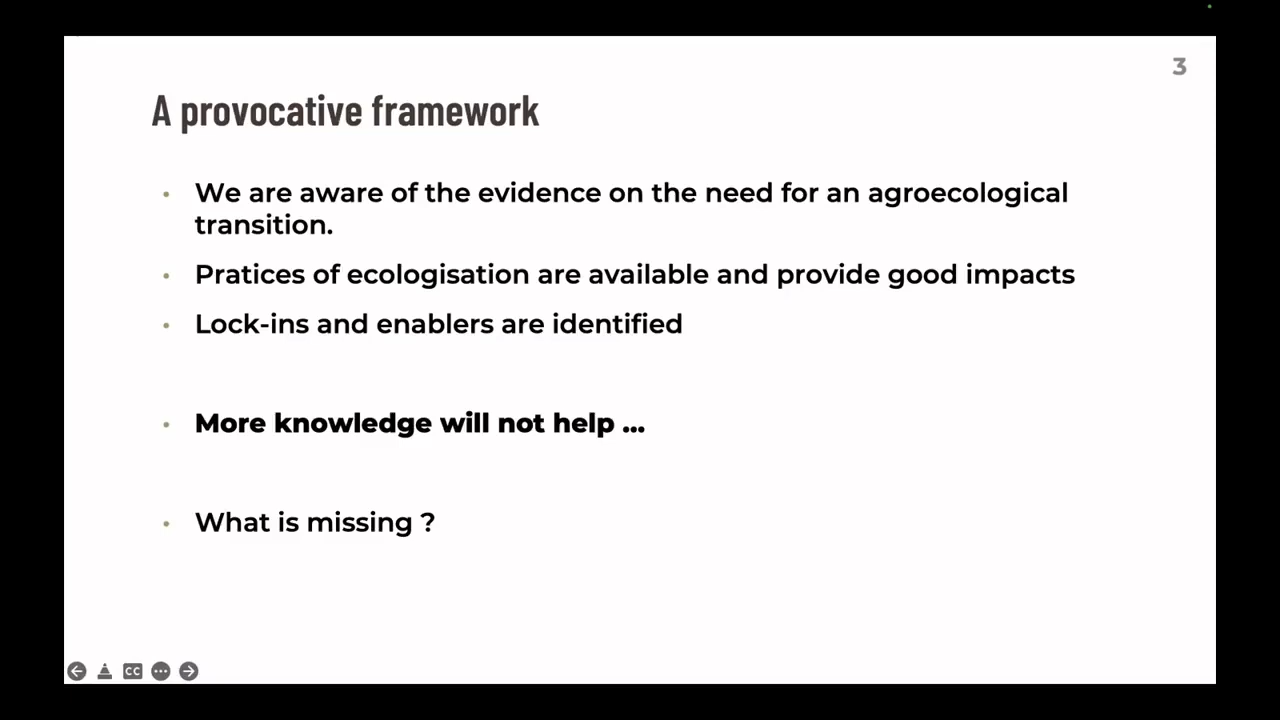 3
A provocative framework
• We are aware of the evidence on the need for an agroecological
transition.
• Pratices of ecologisation are available and provide good impacts
• Lock-ins and enablers are identified
• More knowledge will not help ...
• What is missing ?
CC